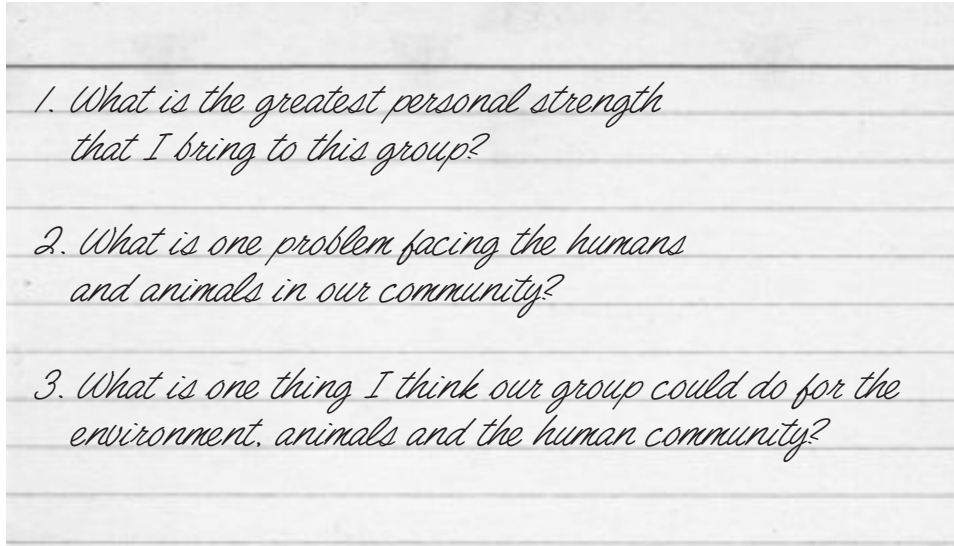 1. What is the greatest personal strength
that I bring to this group?
2. What is one problem facing the humans
and animals in our community?
3. What is one thing I think our group could do for the
environment, animals and the human community?